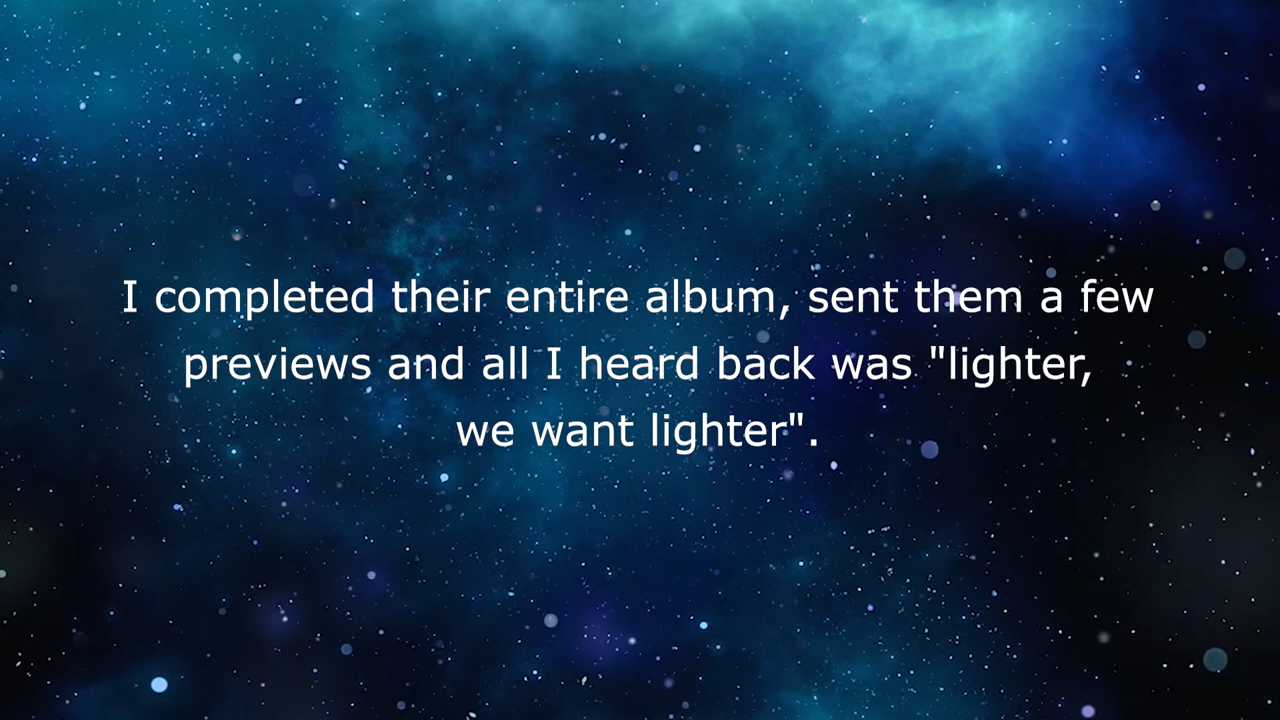 I completed their entire album, sent them a few
previews and all I heard back was "lighter,
we want lighter".